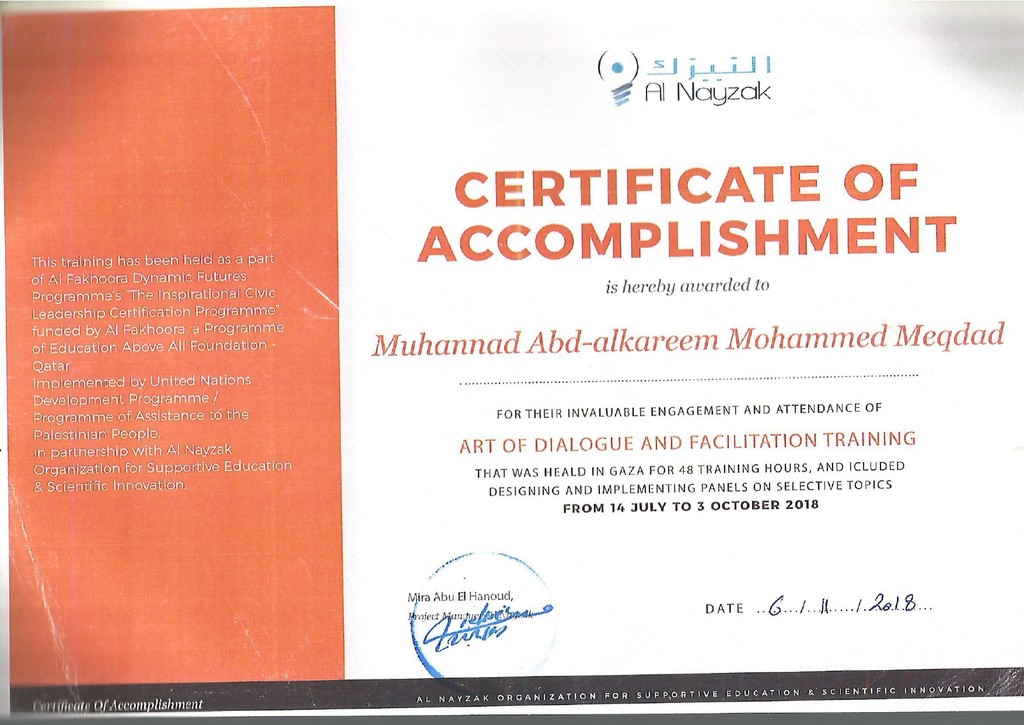 النيزك
Al Nayzak
CERTIFICATE OF
ACCOMPLISHMENT
is hereby awarded to
Muhannad Abd-alkareem Mohammed Meqdad
FOR THEIR INVALUABLE ENGAGEMENT AND ATTENDANCE OF
ART OF DIALOGUE AND FACILITATION TRAINING
THAT WAS HEALD IN GAZA FOR 48 TRAINING HOURS, AND ICLUDED
DESIGNING AND IMPLEMENTING PANELS ON SELECTIVE TOPICS
FROM 14 JULY TO 3 OCTOBER 2018
This training has been held as a part
of Al Fakhoora Dynamic Futures
Programme's "The Inspirational Civic
Leadership Certification Programme",
funded by Al Fakhoora, a Programme
of Education Above All Foundation -
Qatar.
Implemented by United Nations
Development Programme /
Programme of Assistance to the
Palestinian People,
in partnership with Al Nayzak
Organization for Supportive Education
& Scientific Innovation.
Mira Abu El Hanoud,
Project
DATE ..6.../..11...../.2018...
Certificate Of Accomplishment
AL NAYZAK ORGANIZATION FOR SUPPORTIVE EDUCATION & SCIENTIFIC INNOVATION